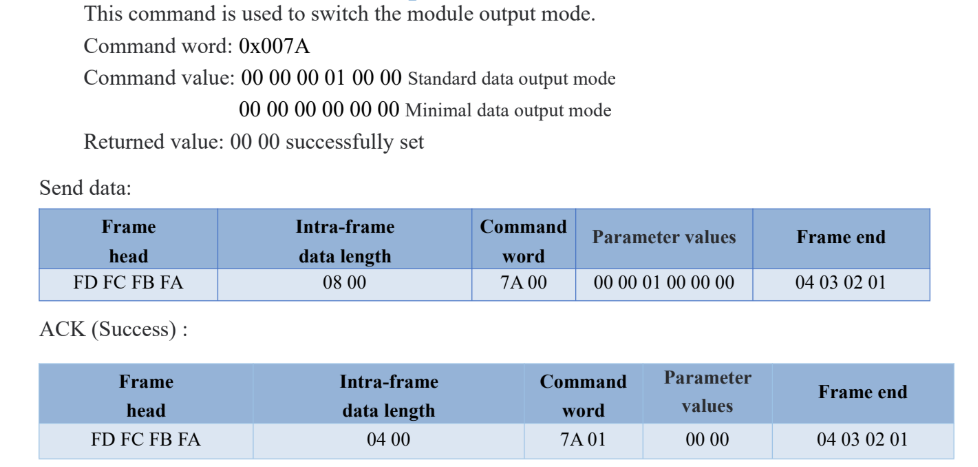 This command is used to switch the module output mode.
Command word: 0x007A
Command value: 00 00 00 01 00 00 Standard data output mode
00 00 00 00 00 00 Minimal data output mode
Returned value: 00 00 successfully set
Send data:
Frame head | Intra-frame data length | Command word | Parameter values | Frame end
FD FC FB FA | 08 00 | 7A 00 | 00 00 01 00 00 00 | 04 03 02 01
ACK (Success) :
Frame head | Intra-frame data length | Command word | Parameter values | Frame end
FD FC FB FA | 04 00 | 7A 01 | 00 00 | 04 03 02 01